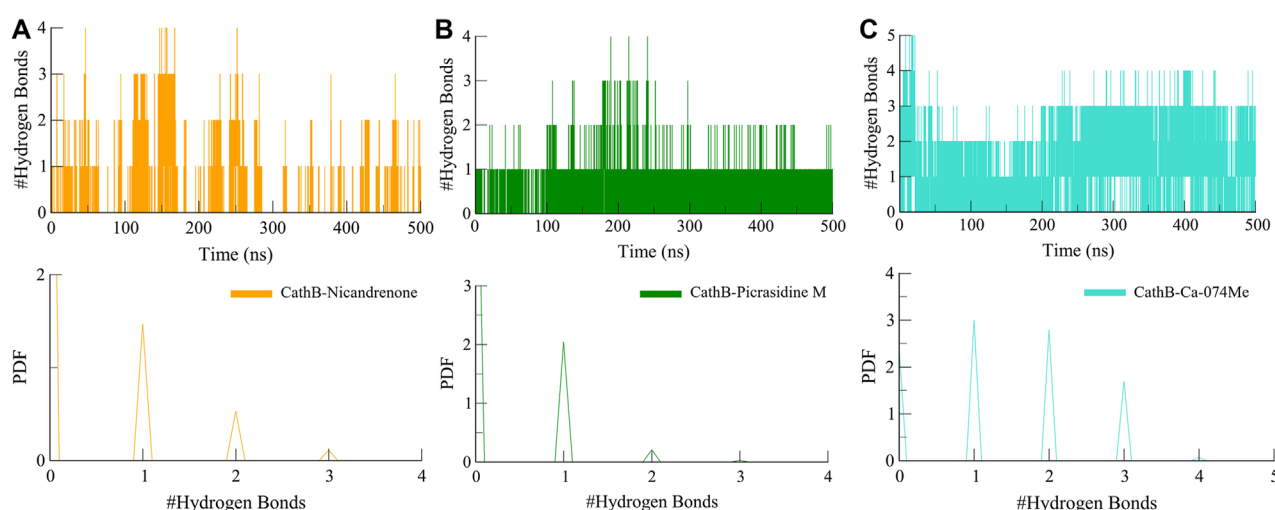 A
#Hydrogen Bonds
4
3
2
1
0
0 100 200 300 400 500
Time (ns)
B
#Hydrogen Bonds
4
3
2
1
0
0 100 200 300 400 500
Time (ns)
C
#Hydrogen Bonds
5
4
3
2
1
0
0 100 200 300 400 500
Time (ns)
PDF
2
0
CathB-Nicandrenone
0 1 2 3 4
#Hydrogen Bonds
PDF
3
2
1
0
CathB-Picrasidine M
0 1 2 3 4
#Hydrogen Bonds
PDF
4
3
2
1
0
CathB-Ca-074Me
0 1 2 3 4 5
#Hydrogen Bonds